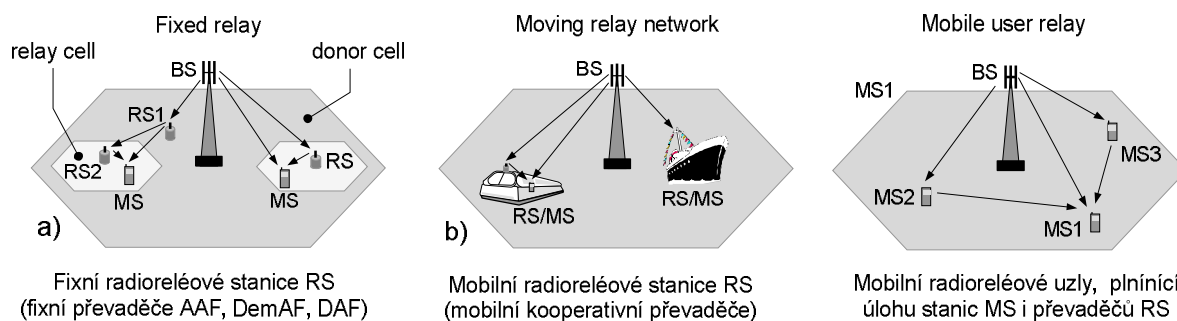 Fixed relay
relay cell
donor cell
BS
RS1
RS2
MS
RS
MS
a)
Fixní radioreléové stanice RS
(fixní převaděče AAF, DemAF, DAF)
Moving relay network
BS
RS/MS
RS/MS
b)
Mobilní radioreléové stanice RS
(mobilní kooperativní převaděče)
Mobile user relay
BS
MS1
MS3
MS2
MS1
Mobilní radioreléové uzly, plnínící
úlohu stanic MS i převaděčů RS